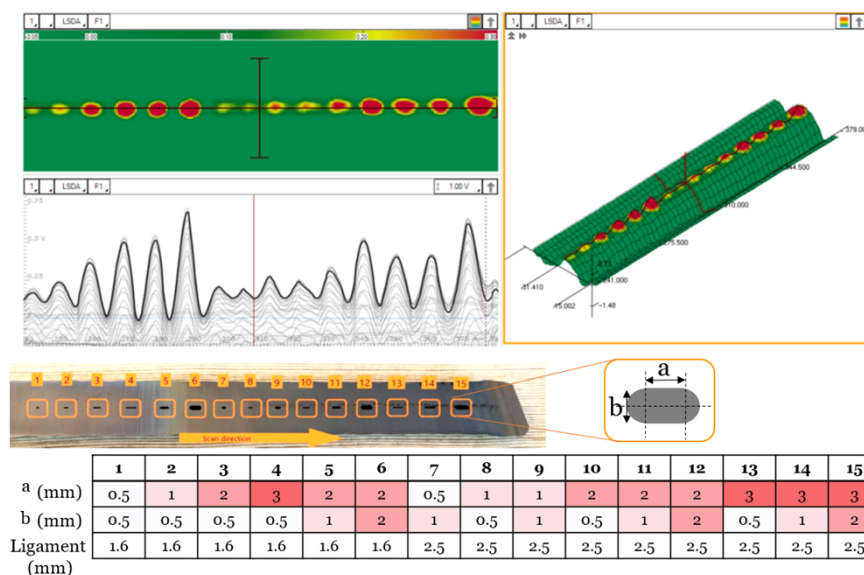 1 LSDA F1
-0.05 0.00 0.10 0.20 0.30
1 LSDA F1
379.00
344.500
310.000
275.500
241.000
31.410
15.002
-1.48
1 LSDA F1 1.00 V
0.75
0.5 V
0.25
1 2 3 4 5 6 7 8 9 10 11 12 13 14 15
Scan direction
a
b
1 2 3 4 5 6 7 8 9 10 11 12 13 14 15
a (mm) 0.5 1 2 3 2 2 0.5 1 1 2 2 2 3 3 3
b (mm) 0.5 0.5 0.5 0.5 1 2 1 0.5 1 0.5 1 2 0.5 1 2
Ligament (mm) 1.6 1.6 1.6 1.6 1.6 1.6 2.5 2.5 2.5 2.5 2.5 2.5 2.5 2.5 2.5